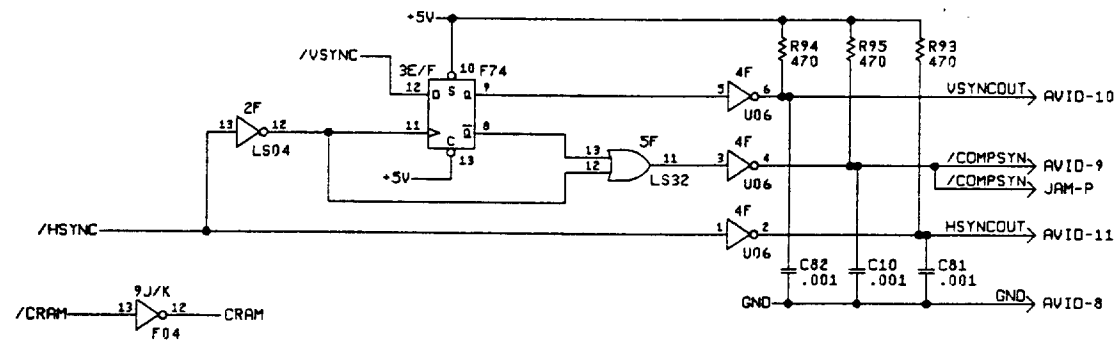 +5V
R94 470
R95 470
R93 470
/VSYNC
3E/F
10
F74
12 D S Q 9
4F
5 6
U06
VSYNCOUT
AVID-10
2F
13 12
LS04
11 Q 8
C
13
+5V
5F
13
12
11
LS32
4F
3 4
U06
/COMPSYN
AVID-9
/COMPSYN
JAM-P
/HSYNC
4F
1 2
U06
HSYNCOUT
AVID-11
C82 .001
C10 .001
C81 .001
GND
GND
AVID-8
9J/K
/CRAM
13 12
CRAM
F04